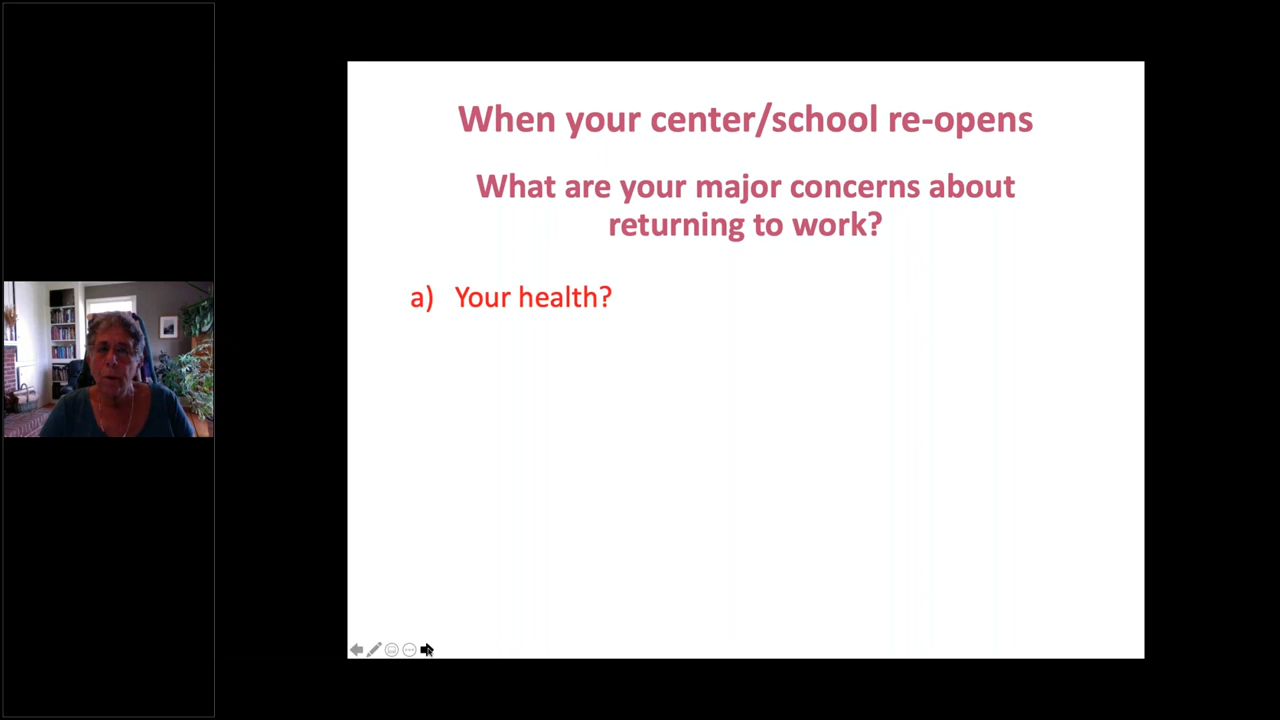 When your center/school re-opens
What are your major concerns about
returning to work?
a) Your health?